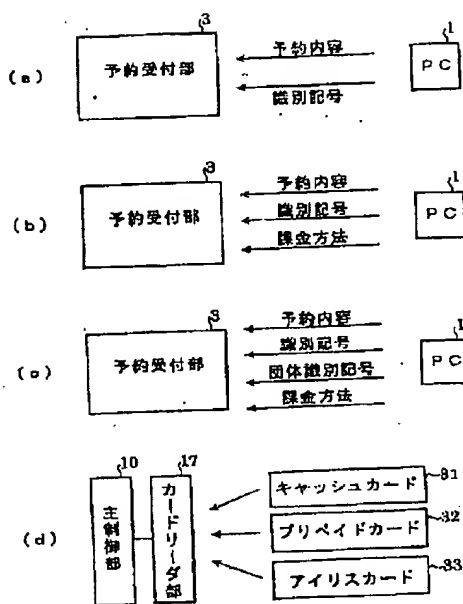 (a)
3
予約受付部
予約内容
識別記号
1
PC
(b)
3
予約受付部
予約内容
識別記号
課金方法
1
PC
(c)
3
予約受付部
予約内容
識別記号
団体識別記号
課金方法
1
PC
(d)
10
主制御部
17
カードリーダ部
キャッシュカード
31
プリペイドカード
32
アイリスカード
33